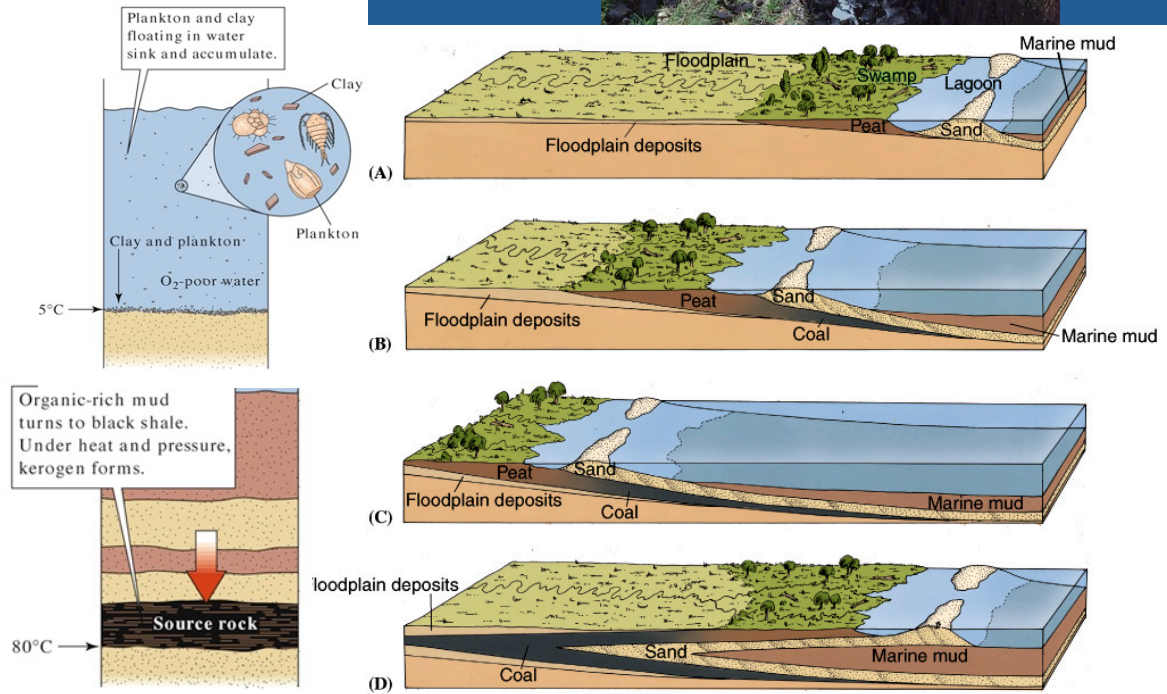 Plankton and clay
floating in water
sink and accumulate.
Clay
Plankton
Clay and plankton
O₂-poor water
5°C
Organic-rich mud
turns to black shale.
Under heat and pressure,
kerogen forms.
Source rock
80°C
Marine mud
Floodplain
Swamp
Lagoon
Peat
Sand
Floodplain deposits
(A)
Peat
Sand
Floodplain deposits
Coal
Marine mud
(B)
Peat
Sand
Floodplain deposits
Coal
Marine mud
(C)
loodplain deposits
Sand
Marine mud
Coal
(D)